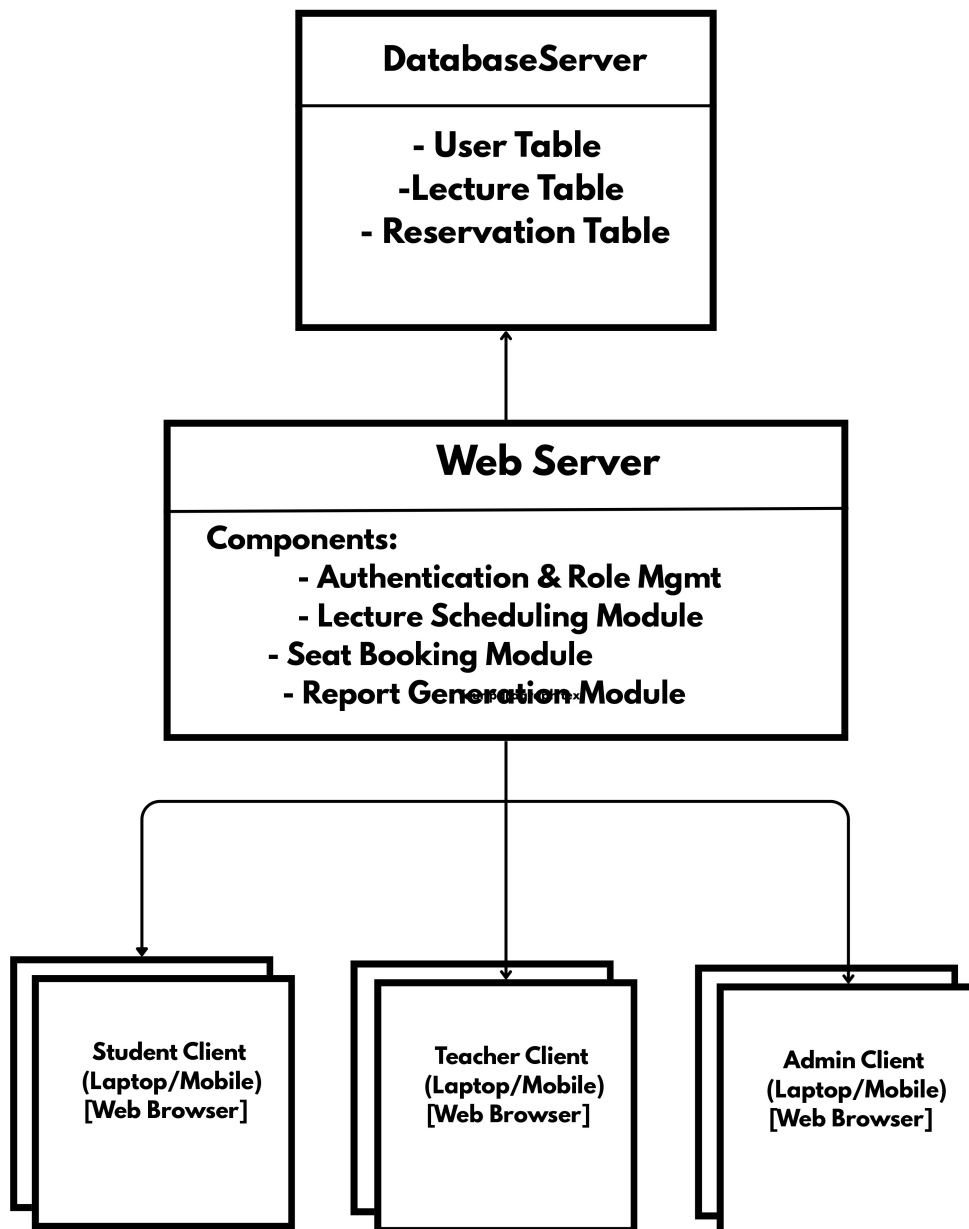 DatabaseServer
- User Table
-Lecture Table
- Reservation Table
Web Server
Components:
- Authentication & Role Mgmt
- Lecture Scheduling Module
- Seat Booking Module
- Report Generation Module
Student Client
(Laptop/Mobile)
[Web Browser]
Teacher Client
(Laptop/Mobile)
[Web Browser]
Admin Client
(Laptop/Mobile)
[Web Browser]